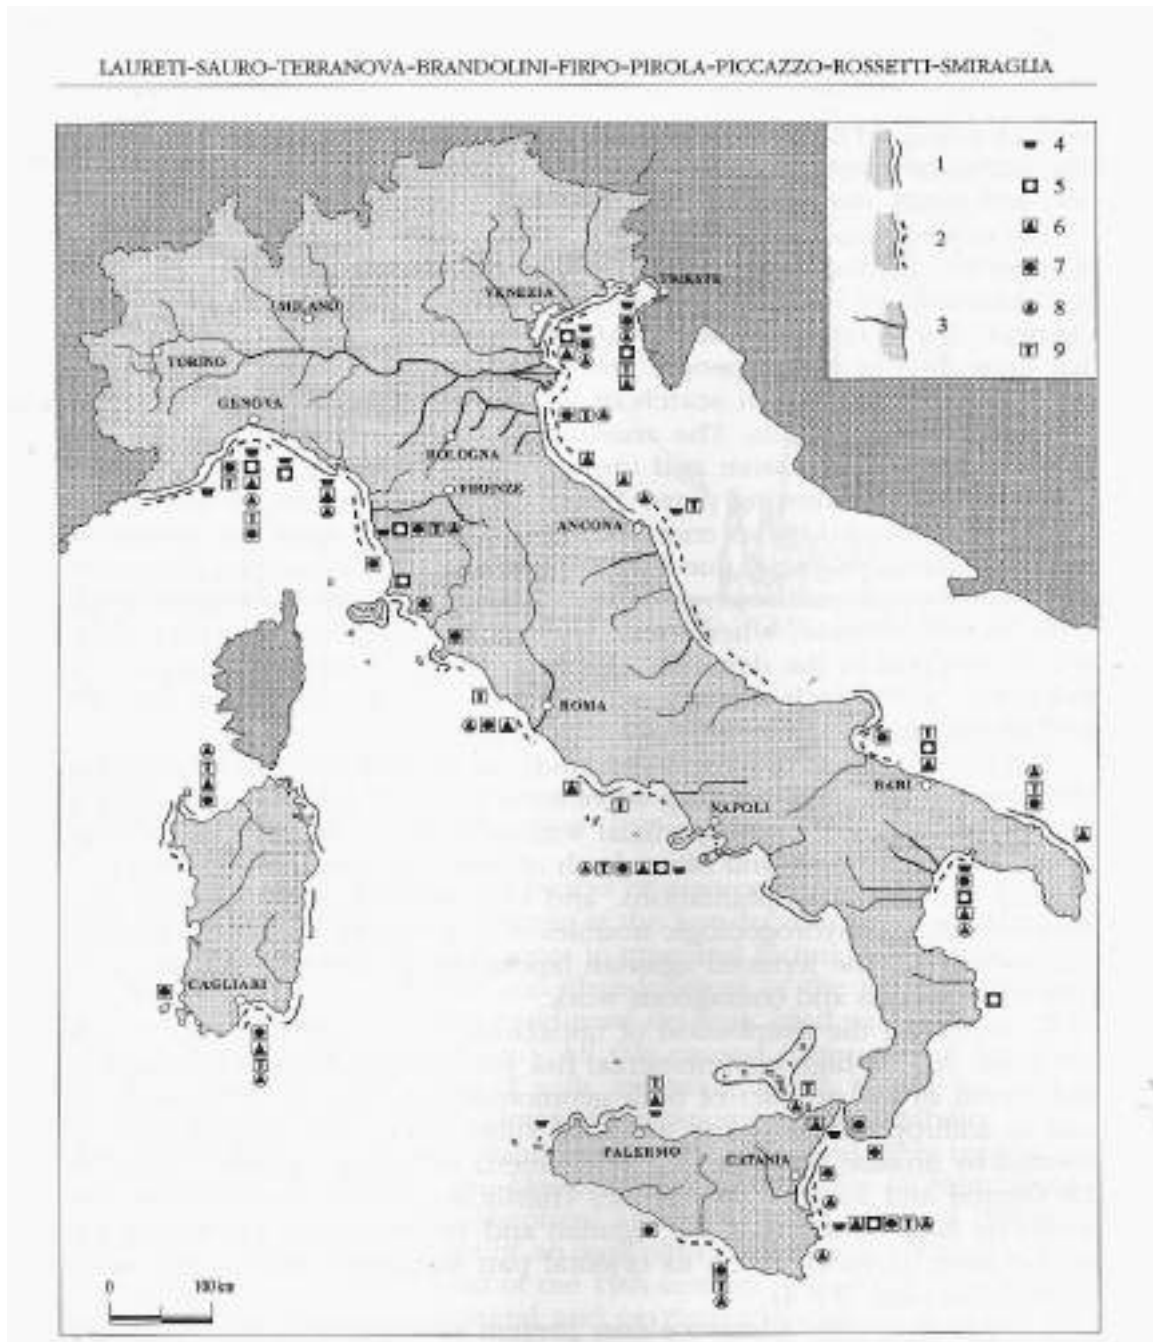 LAURETI-SAURO-TERRANOVA-BRANDOLINI-FIRPO-PIROLA-PICCAZZO-ROSSETTI-SMIRAGLIA
1
2
3
4
5
6
7
8
9
TRIESTE
VENEZIA
MILANO
TORINO
GENOVA
BOLOGNA
FIRENZE
ANCONA
ROMA
BARI
NAPOLI
CAGLIARI
PALERMO
CATANIA
0 100 km